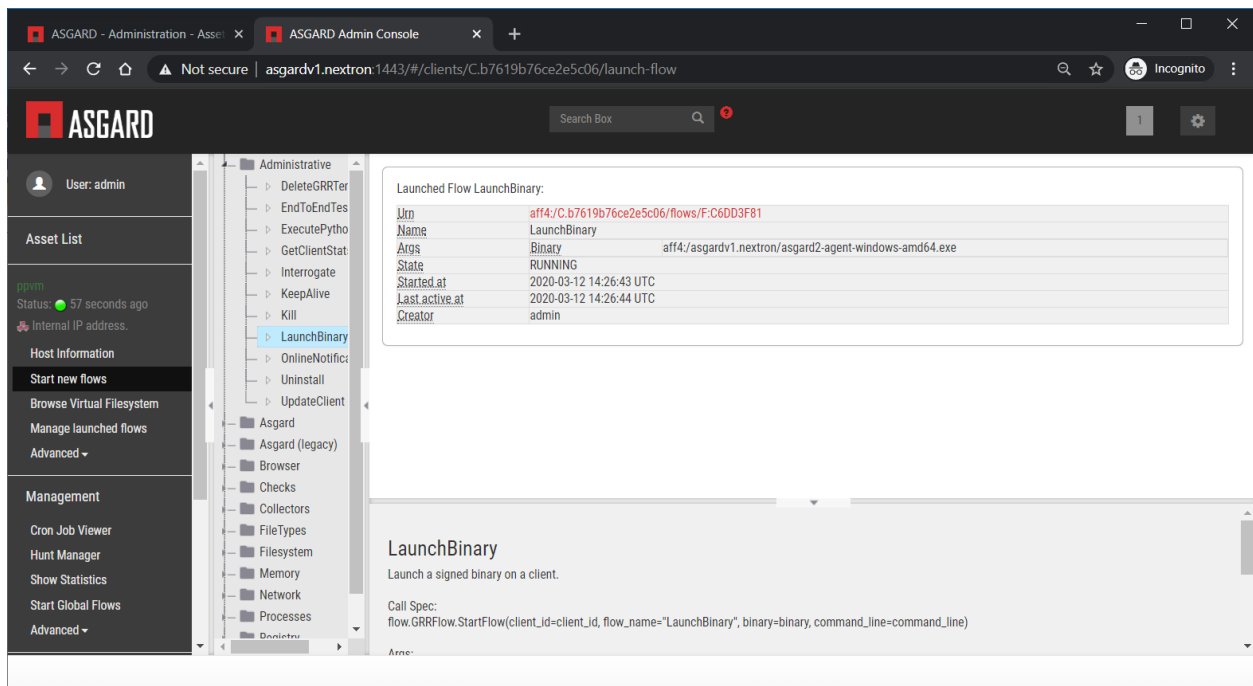 ASGARD - Administration - Asset
ASGARD Admin Console
Not secure | asgardv1.nextron:1443/#/clients/C.b7619b76ce2e5c06/launch-flow
Incognito
ASGARD
Search Box
?
1
User: admin
Asset List
ppvm
Status: 57 seconds ago
Internal IP address.
Host Information
Start new flows
Browse Virtual Filesystem
Manage launched flows
Advanced
Management
Cron Job Viewer
Hunt Manager
Show Statistics
Start Global Flows
Advanced
Administrative
DeleteGRRTer
EndToEndTes
ExecutePytho
GetClientStat
Interrogate
KeepAlive
Kill
LaunchBinary
OnlineNotifica
Uninstall
UpdateClient
Asgard
Asgard (legacy)
Browser
Checks
Collectors
FileTypes
Filesystem
Memory
Network
Processes
Registry
Launched Flow LaunchBinary:
Urn aff4:/C.b7619b76ce2e5c06/flows/F:C6DD3F81
Name LaunchBinary
Args Binary aff4:/asgardv1.nextron/asgard2-agent-windows-amd64.exe
State RUNNING
Started at 2020-03-12 14:26:43 UTC
Last active at 2020-03-12 14:26:44 UTC
Creator admin
LaunchBinary
Launch a signed binary on a client.
Call Spec:
flow.GRRFlow.StartFlow(client_id=client_id, flow_name="LaunchBinary", binary=binary, command_line=command_line)
Args: